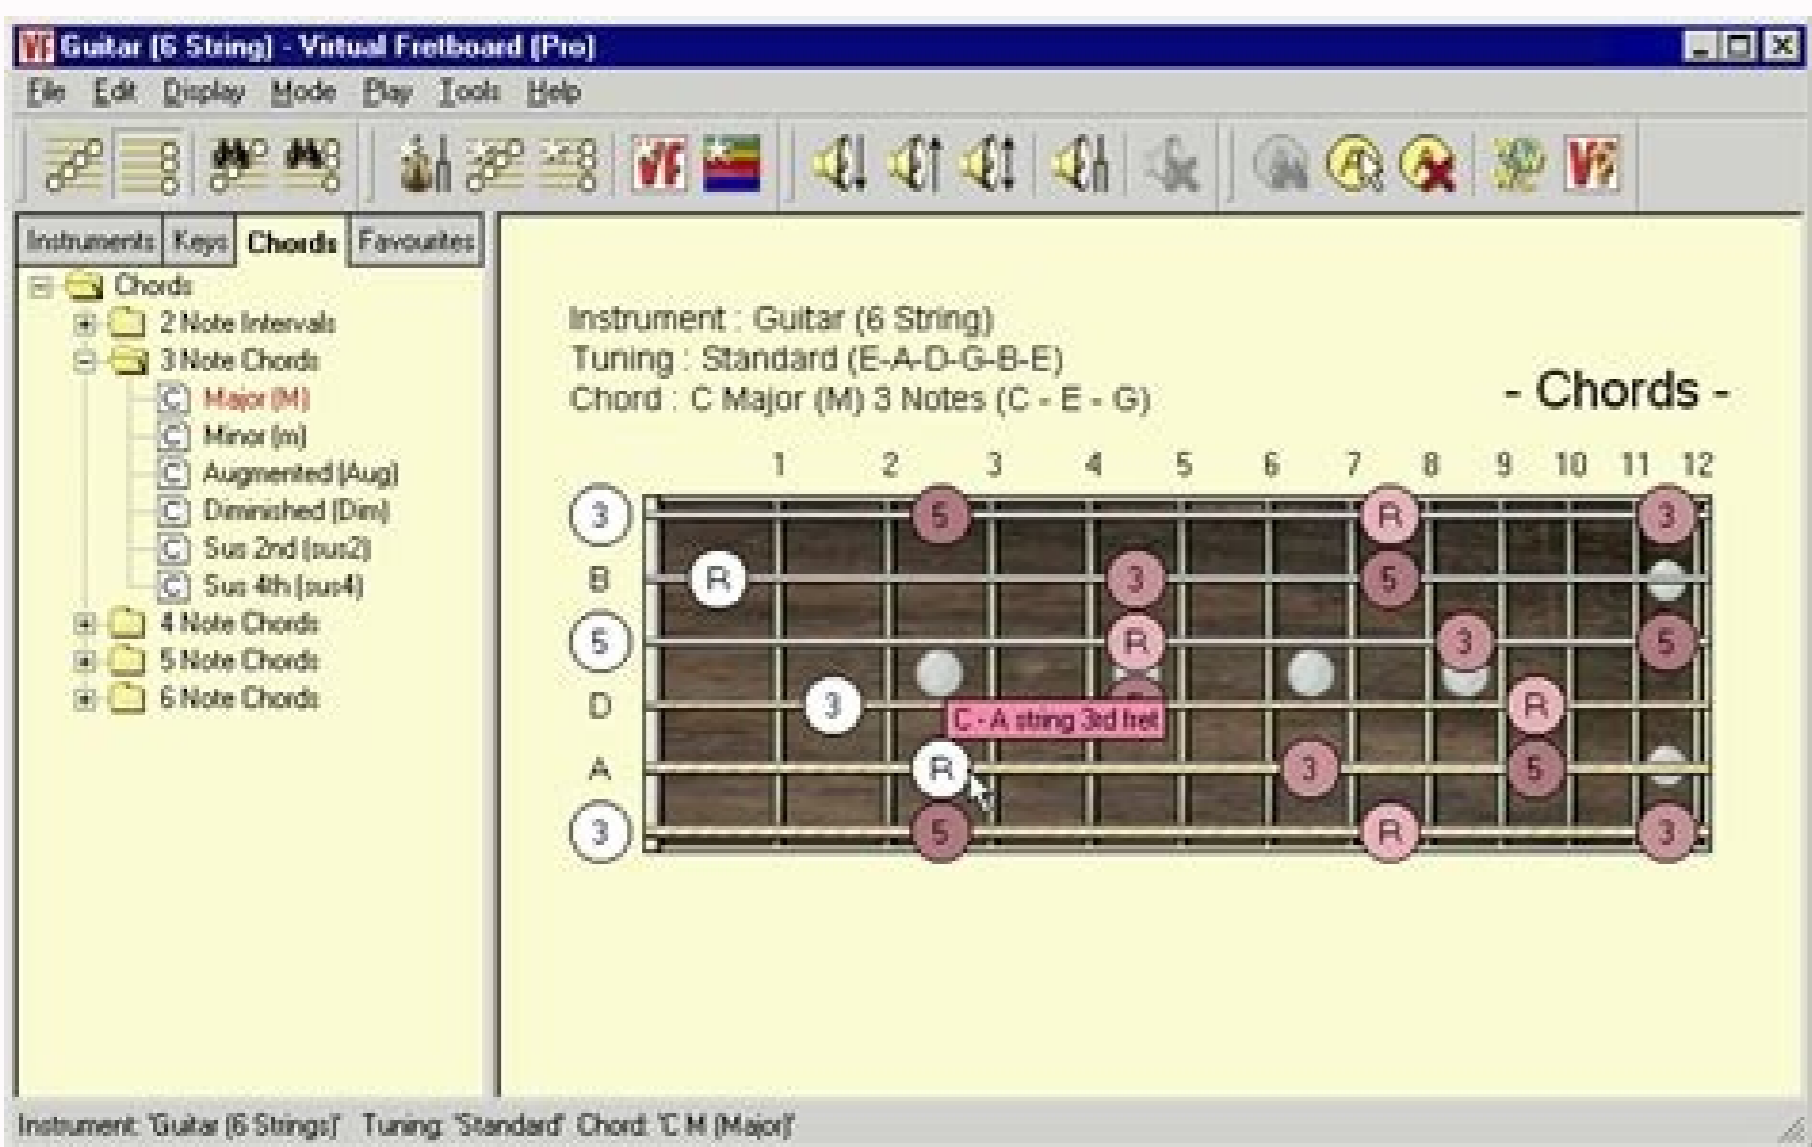 VF Guitar (6 String) - Virtual Fretboard (Pro)
File Edit Display Mode Play Tools Help
Instruments Keys Chords Favourites
Chords
2 Note Intervals
3 Note Chords
C Major (M)
C Minor (m)
C Augmented (Aug)
C Diminished (Dim)
C Sus 2nd (sus2)
C Sus 4th (sus4)
4 Note Chords
5 Note Chords
6 Note Chords
Instrument : Guitar (6 String)
Tuning : Standard (E-A-D-G-B-E)
Chord : C Major (M) 3 Notes (C - E - G)
- Chords -
1 2 3 4 5 6 7 8 9 10 11 12
3 5 R 3
B R 3 5
5 R 3 5
D 3 R
C - A string 3rd fret
A R 3 5
3 5 R 3
Instrument: 'Guitar (6 Strings)' Tuning: 'Standard' Chord: 'C M (Major)'